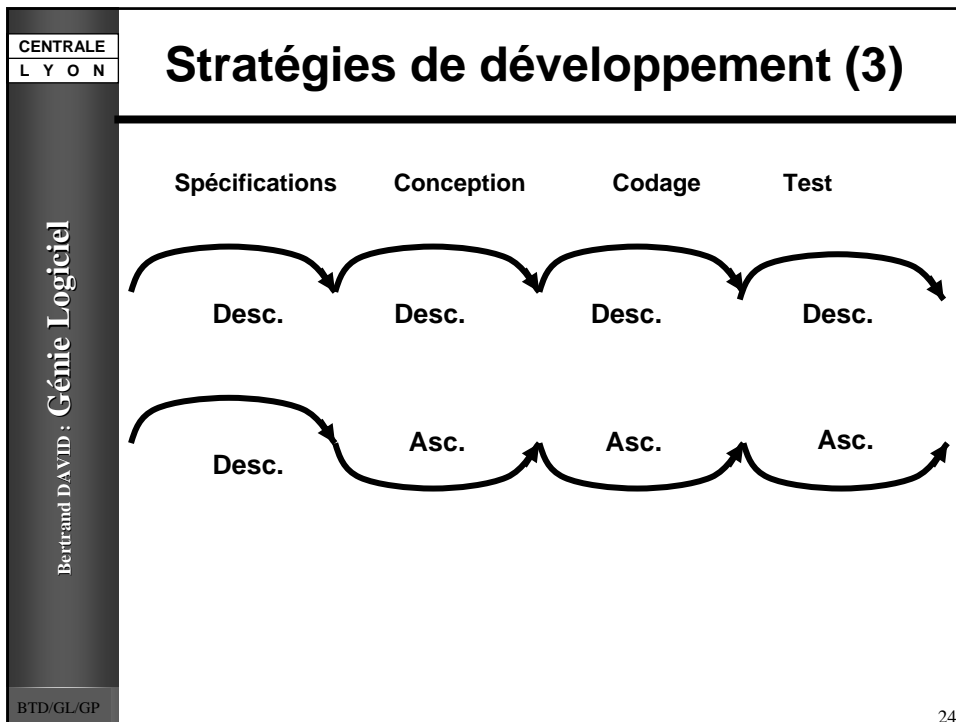 CENTRALE
L Y O N
Stratégies de développement (3)
Spécifications Conception Codage Test
Desc. Desc. Desc. Desc.
Desc. Asc. Asc. Asc.
Bertrand DAVID : Génie Logiciel
BTD/GL/GP
24